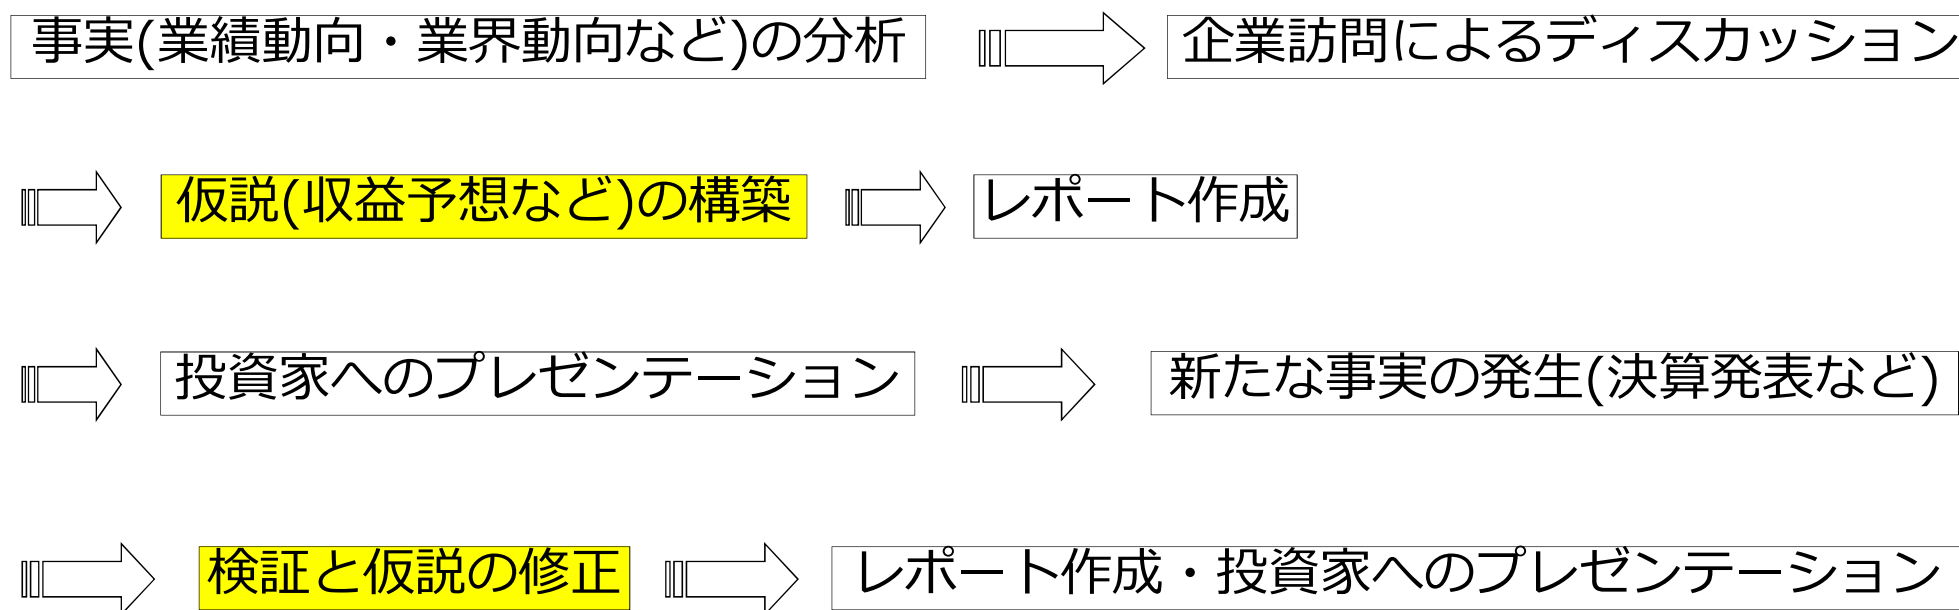 事実(業績動向・業界動向など)の分析
企業訪問によるディスカッション
仮説(収益予想など)の構築
レポート作成
投資家へのプレゼンテーション
新たな事実の発生(決算発表など)
検証と仮説の修正
レポート作成・投資家へのプレゼンテーション